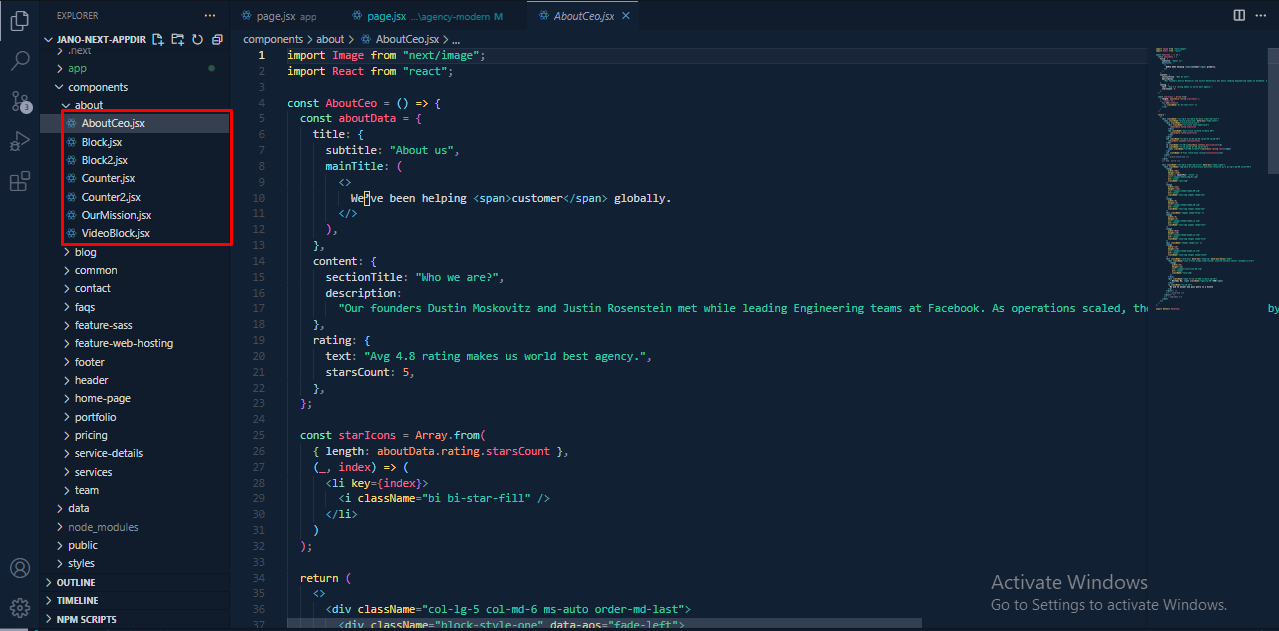 EXPLORER
...
page.jsx app
page.jsx ...\agency-modern M
AboutCeo.jsx ×
...
JANO-NEXT-APPDIR
components > about > AboutCeo.jsx > ...
.next
app
components
about
AboutCeo.jsx
Block.jsx
Block2.jsx
Counter.jsx
Counter2.jsx
OurMission.jsx
VideoBlock.jsx
blog
common
contact
faqs
feature-sass
feature-web-hosting
footer
header
home-page
portfolio
pricing
service-details
services
team
data
node_modules
public
styles
OUTLINE
TIMELINE
NPM SCRIPTS
3
1 import Image from "next/image";
2 import React from "react";
3
4 const AboutCeo = () => {
5 const aboutData = {
6 title: {
7 subtitle: "About us",
8 mainTitle: (
9 <>
10 We've been helping <span>customer</span> globally.
11 </>
12 ),
13 },
14 content: {
15 sectionTitle: "Who we are?",
16 description:
17 "Our founders Dustin Moskovitz and Justin Rosenstein met while leading Engineering teams at Facebook. As operations scaled, the by
18 },
19 rating: {
20 text: "Avg 4.8 rating makes us world best agency.",
21 starsCount: 5,
22 },
23 };
24
25 const starIcons = Array.from(
26 { length: aboutData.rating.starsCount },
27 (_, index) => (
28 <li key={index}>
29 <i className="bi bi-star-fill" />
30 </li>
31 )
32 );
33
34 return (
35 <>
36 <div className="col-lg-5 col-md-6 ms-auto order-md-last">
37 <div className="block-style-one" data-aos="fade-left">
Activate Windows
Go to Settings to activate Windows.